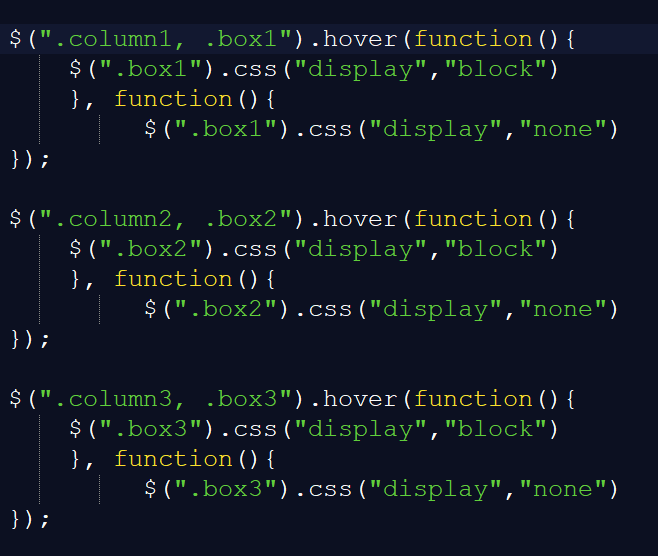 $(".column1, .box1").hover(function(){
    $(".box1").css("display","block")
    }, function(){
         $(".box1").css("display","none")
});

$(".column2, .box2").hover(function(){
    $(".box2").css("display","block")
    }, function(){
         $(".box2").css("display","none")
});

$(".column3, .box3").hover(function(){
    $(".box3").css("display","block")
    }, function(){
         $(".box3").css("display","none")
});